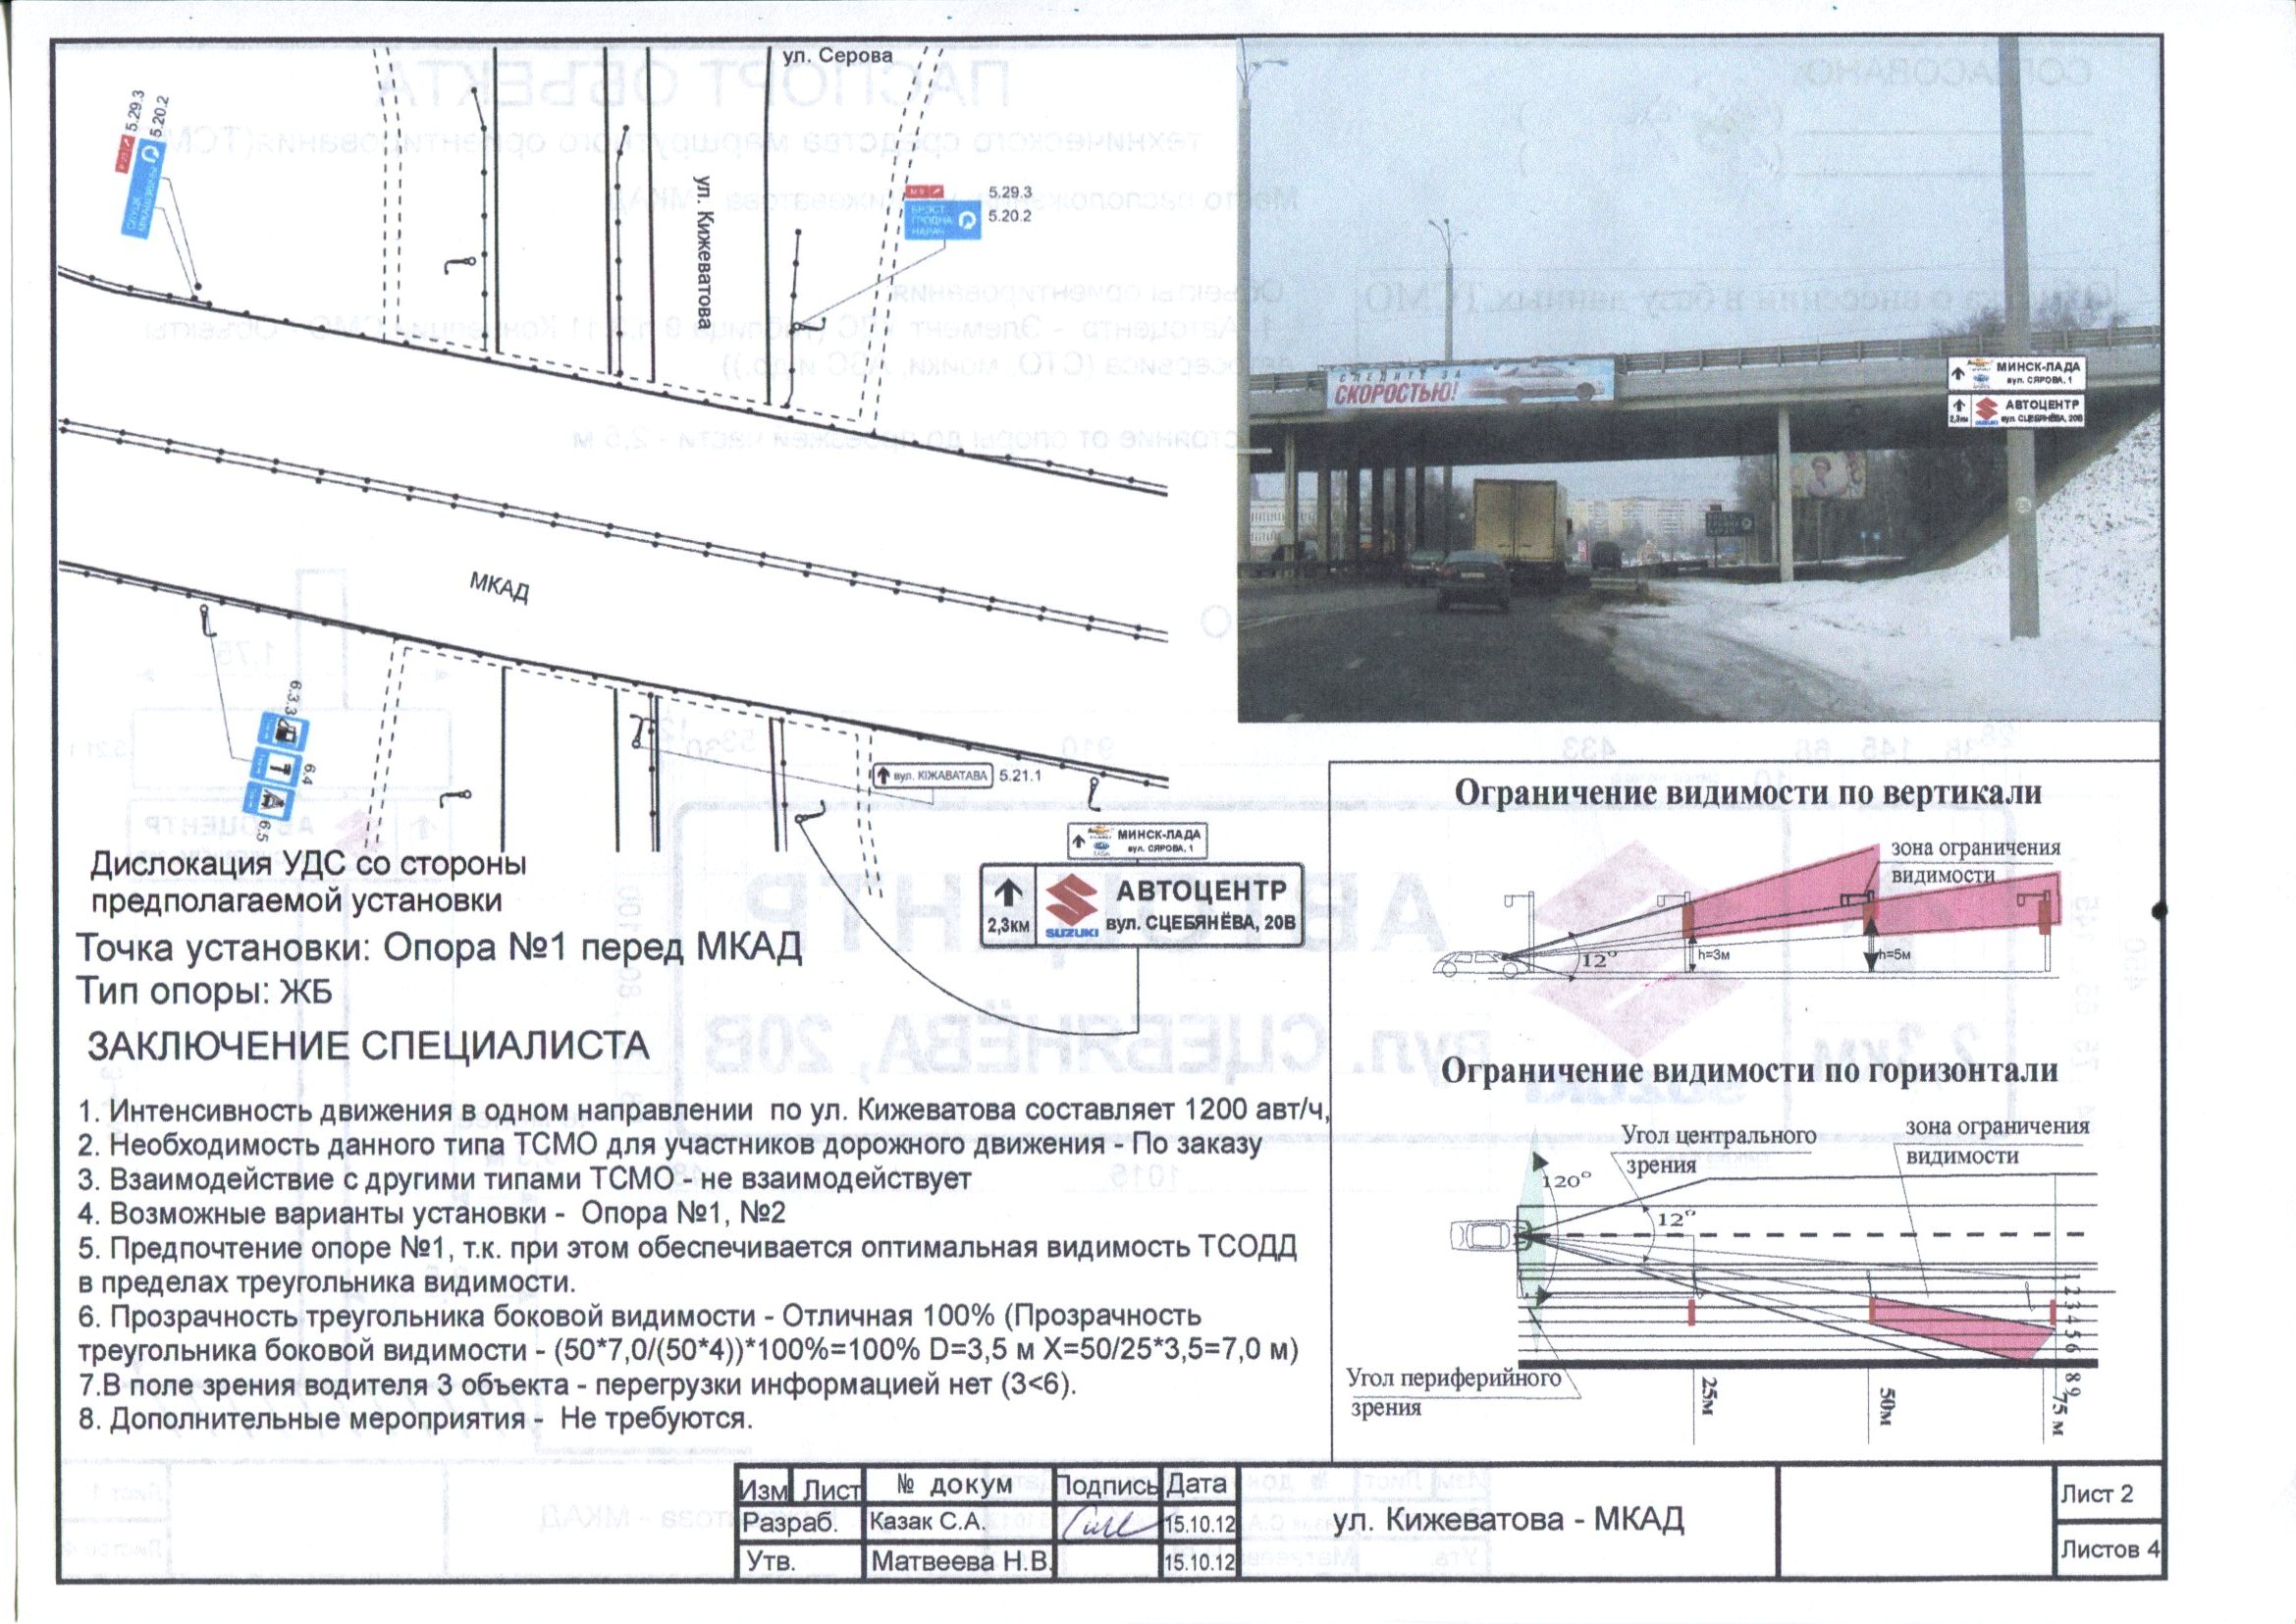 ул. Серова
5.29.3
5.20.2
ул. Кижеватова
5.29.3
5.20.2
БРЭСТ
ГРОДНА
НАРАЧ
СЛУЦК
СКОРОСТЬЮ!
МИНСК-ЛАДА
вул. СЯРОВА, 1
АВТОЦЕНТР
2,3км
SUZUKI
вул. СЦЕБЯНЁВА, 20В
МКАД
6.3.3
6.4
6.5
вул. КІЖАВАТАВА 5.21.1
МИНСК-ЛАДА
вул. СЯРОВА, 1
АВТОЦЕНТР
2,3км
SUZUKI
вул. СЦЕБЯНЁВА, 20В
Дислокация УДС со стороны
предполагаемой установки
Точка установки: Опора №1 перед МКАД
Тип опоры: ЖБ
ЗАКЛЮЧЕНИЕ СПЕЦИАЛИСТА
1. Интенсивность движения в одном направлении по ул. Кижеватова составляет 1200 авт/ч,
2. Необходимость данного типа ТСМО для участников дорожного движения - По заказу
3. Взаимодействие с другими типами ТСМО - не взаимодействует
4. Возможные варианты установки - Опора №1, №2
5. Предпочтение опоре №1, т.к. при этом обеспечивается оптимальная видимость ТСОДД
в пределах треугольника видимости.
6. Прозрачность треугольника боковой видимости - Отличная 100% (Прозрачность
треугольника боковой видимости - (50*7,0/(50*4))*100%=100% D=3,5 м X=50/25*3,5=7,0 м)
7.В поле зрения водителя 3 объекта - перегрузки информацией нет (3<6).
8. Дополнительные мероприятия - Не требуются.
Ограничение видимости по вертикали
зона ограничения
видимости
12°
h=3м
h=5м
Ограничение видимости по горизонтали
Угол центрального
зрения
зона ограничения
видимости
120°
12°
1 2 3 4 5 6 8 9
Угол периферийного
зрения
25м
50м
75 м
Изм Лист № докум Подпись Дата
Разраб. Казак С.А. 15.10.12
Утв. Матвеева Н.В. 15.10.12
ул. Кижеватова - МКАД
Лист 2
Листов 4